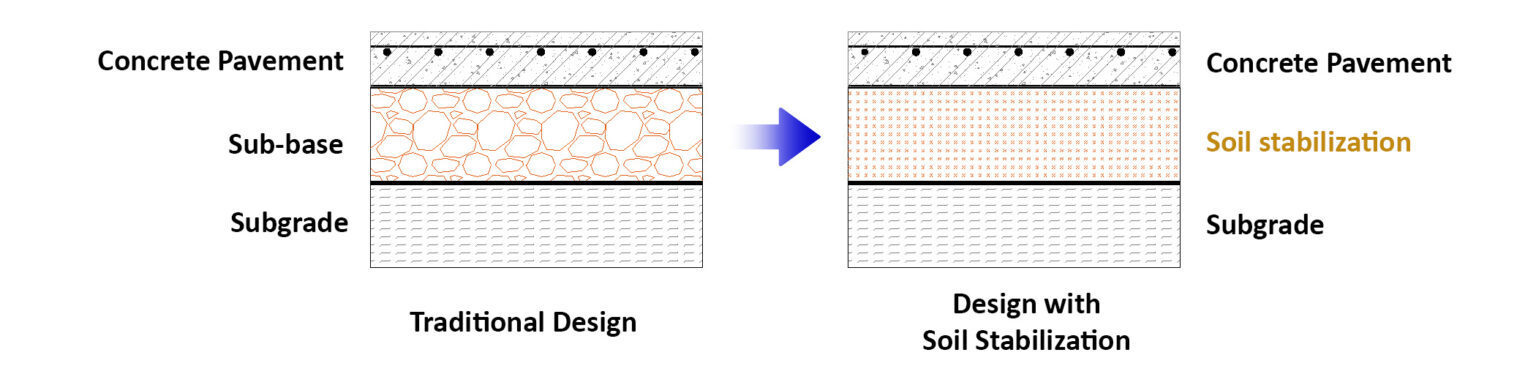 Concrete Pavement
Sub-base
Subgrade
Traditional Design
Concrete Pavement
Soil stabilization
Subgrade
Design with
Soil Stabilization